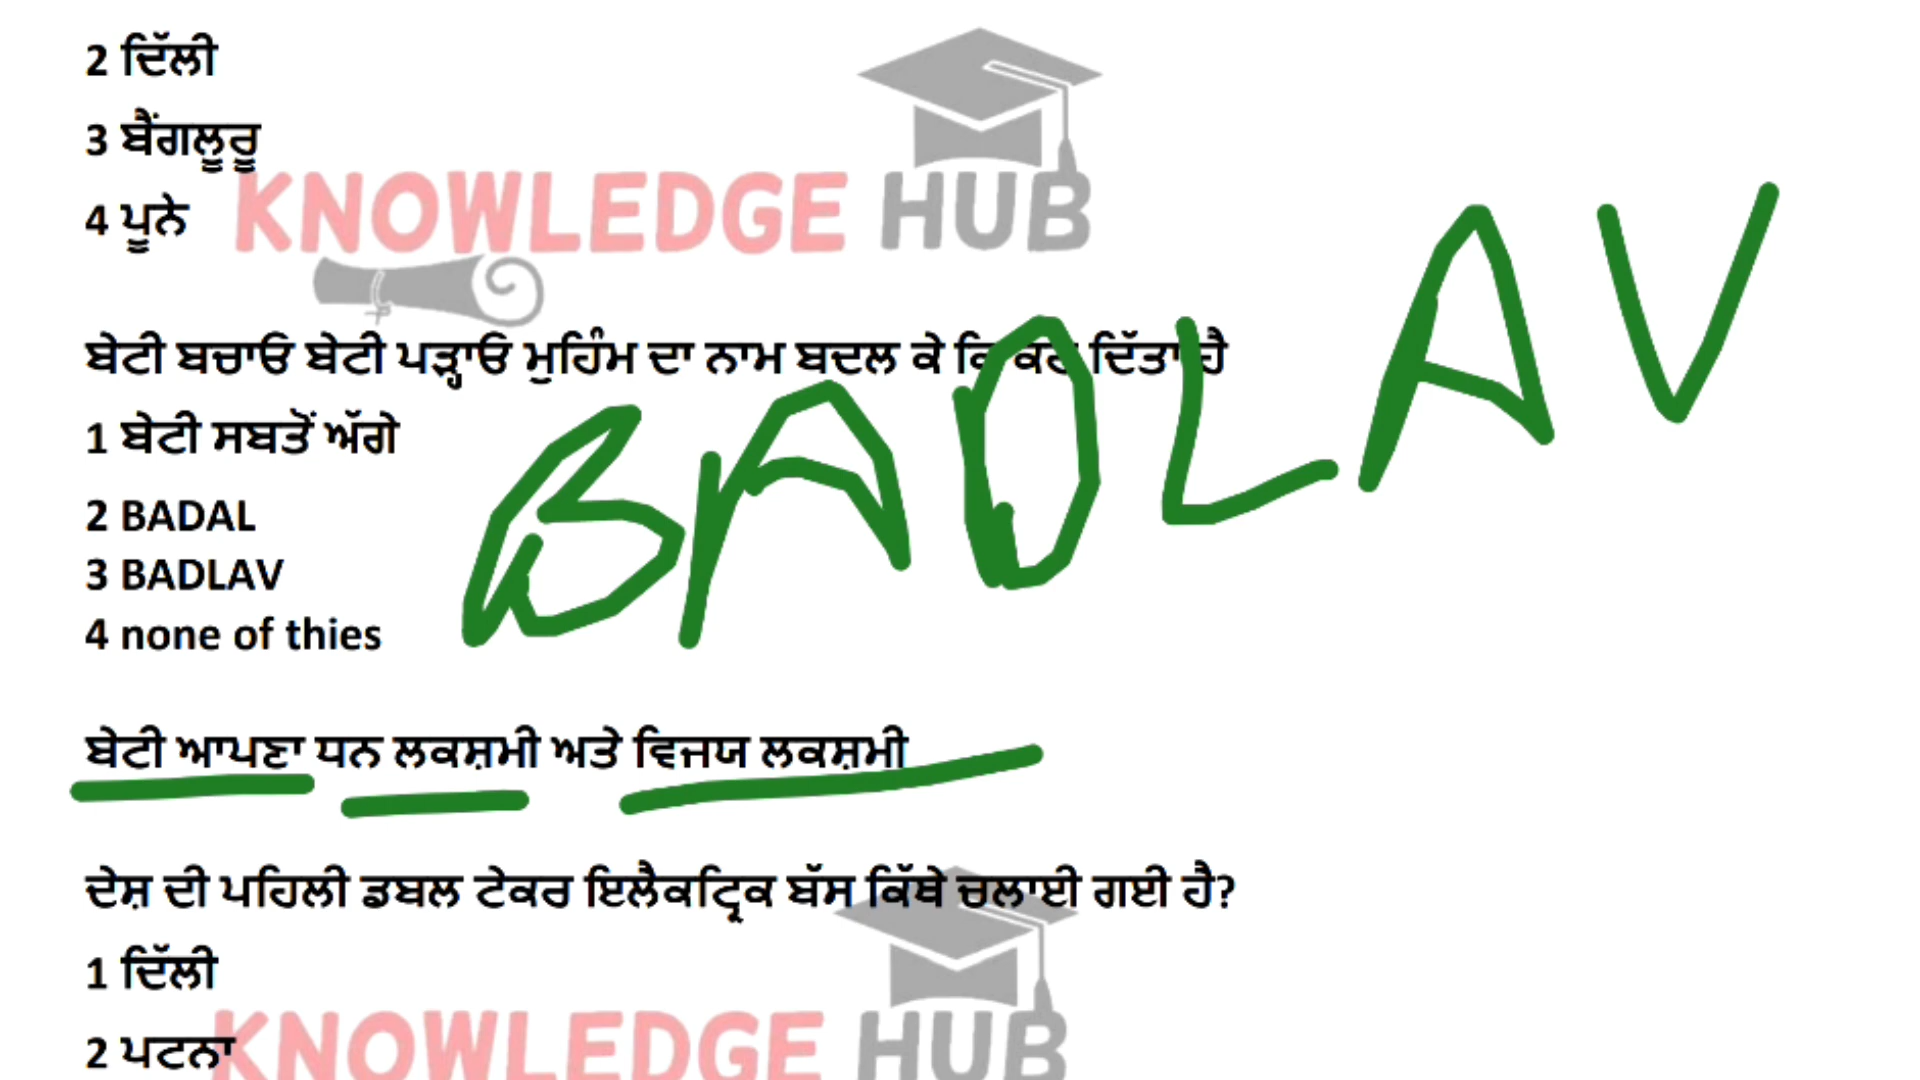 2 ਦਿੱਲੀ
3 ਬੈਂਗਲੂਰੂ
4 ਪੂਨੇ
KNOWLEDGE HUB
ਬੇਟੀ ਬਚਾਓ ਬੇਟੀ ਪੜ੍ਹਾਓ ਮੁਹਿੰਮ ਦਾ ਨਾਮ ਬਦਲ ਕੇ ਦਿੱਤਾ ਹੈ
1 ਬੇਟੀ ਸਬਤੋਂ ਅੱਗੇ
BADLAV
2 BADAL
3 BADLAV
4 none of thies
ਬੇਟੀ ਆਪਣਾ ਧਨ ਲਕਸ਼ਮੀ ਅਤੇ ਵਿਜਯ ਲਕਸ਼ਮੀ
ਦੇਸ਼ ਦੀ ਪਹਿਲੀ ਡਬਲ ਟੇਕਰ ਇਲੈਕਟ੍ਰਿਕ ਬੱਸ ਕਿੱਥੇ ਚਲਾਈ ਗਈ ਹੈ?
1 ਦਿੱਲੀ
2 ਪਟਨਾ
KNOWLEDGE HUB